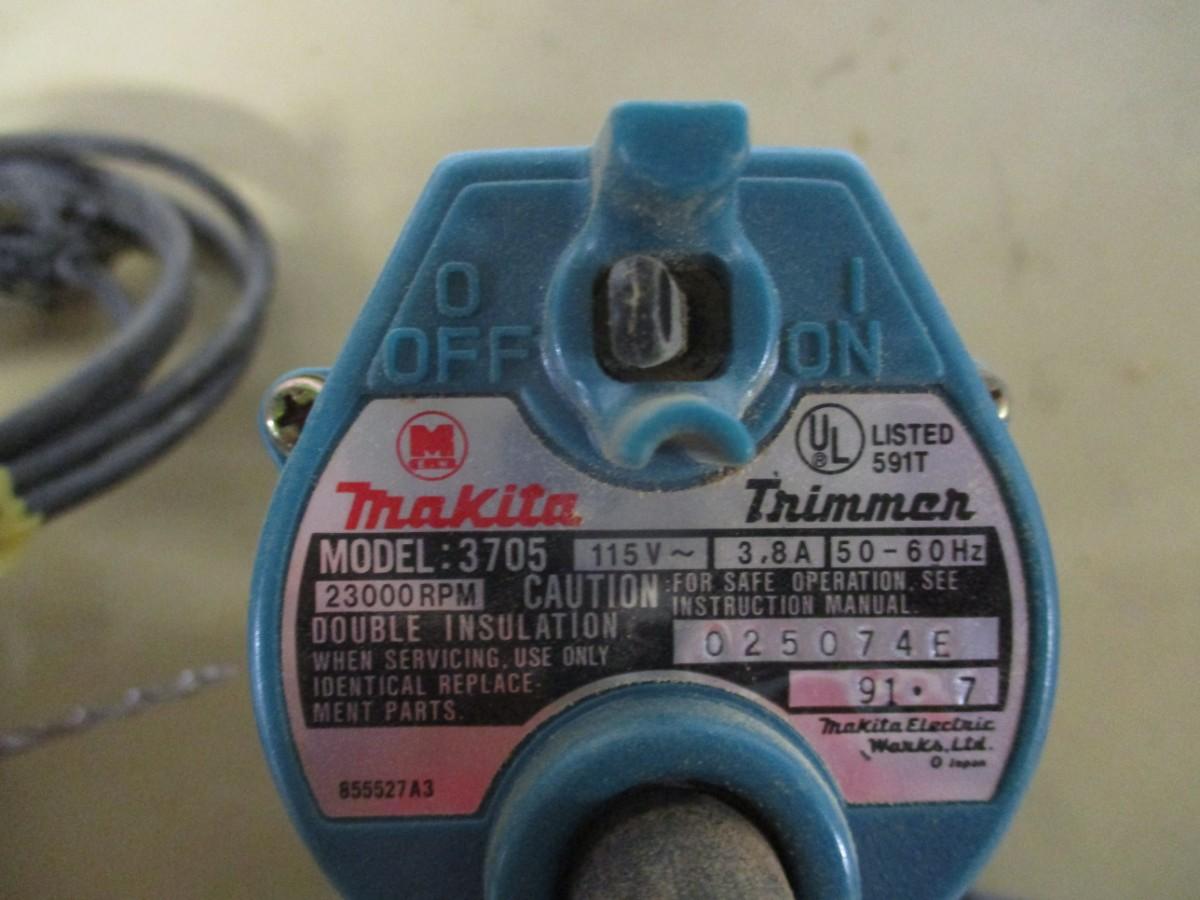 O I
OFF ON
M
Makita
UL
LISTED
591T
Trimmer
MODEL:3705 115V~ 3.8A 50-60Hz
23000RPM
CAUTION:FOR SAFE OPERATION. SEE
INSTRUCTION MANUAL.
DOUBLE INSULATION
WHEN SERVICING, USE ONLY
IDENTICAL REPLACE-
MENT PARTS.
025074E
91・7
Makita Electric
Works, Ltd.
Japan
855527A3